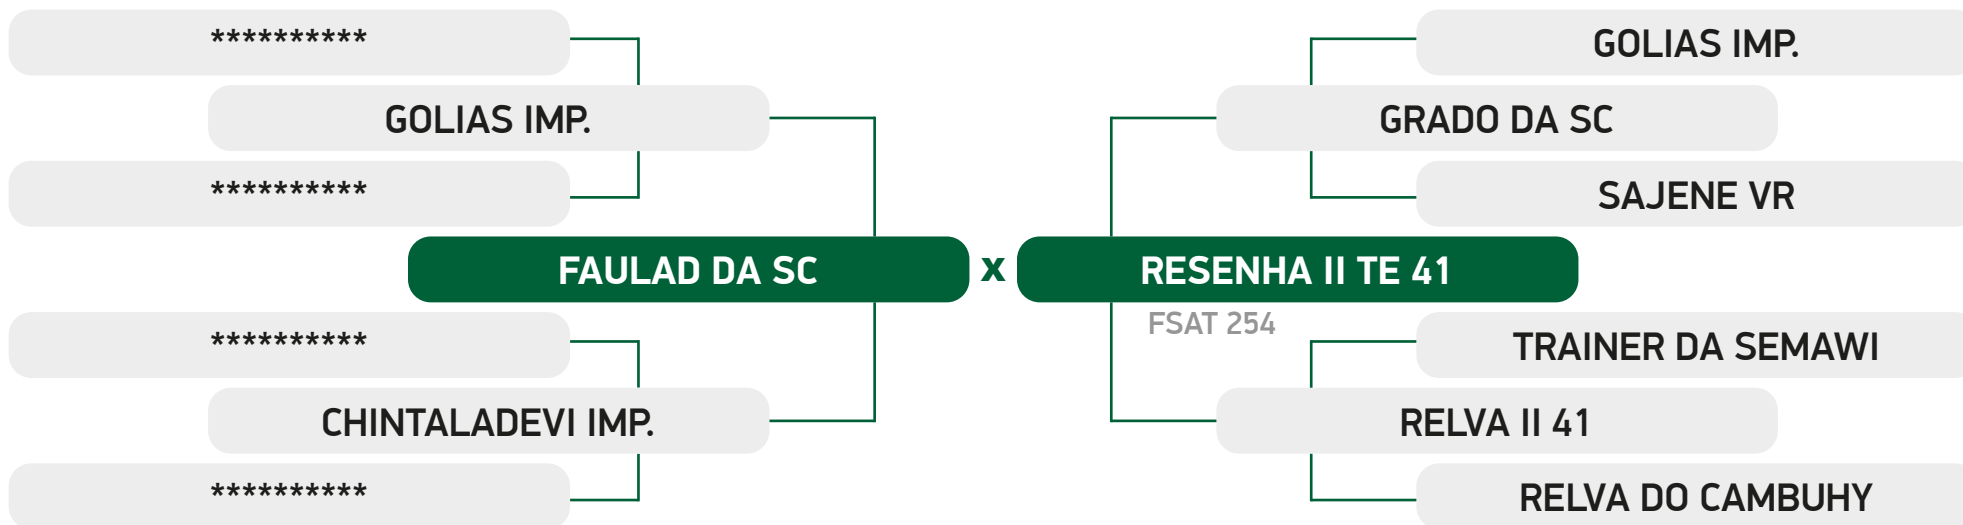 **********
GOLIAS IMP.
GOLIAS IMP.
GRADO DA SC
**********
SAJENE VR
FAULAD DA SC x RESENHA II TE 41
FSAT 254
**********
TRAINER DA SEMAWI
CHINTALADEVI IMP.
RELVA II 41
**********
RELVA DO CAMBUHY